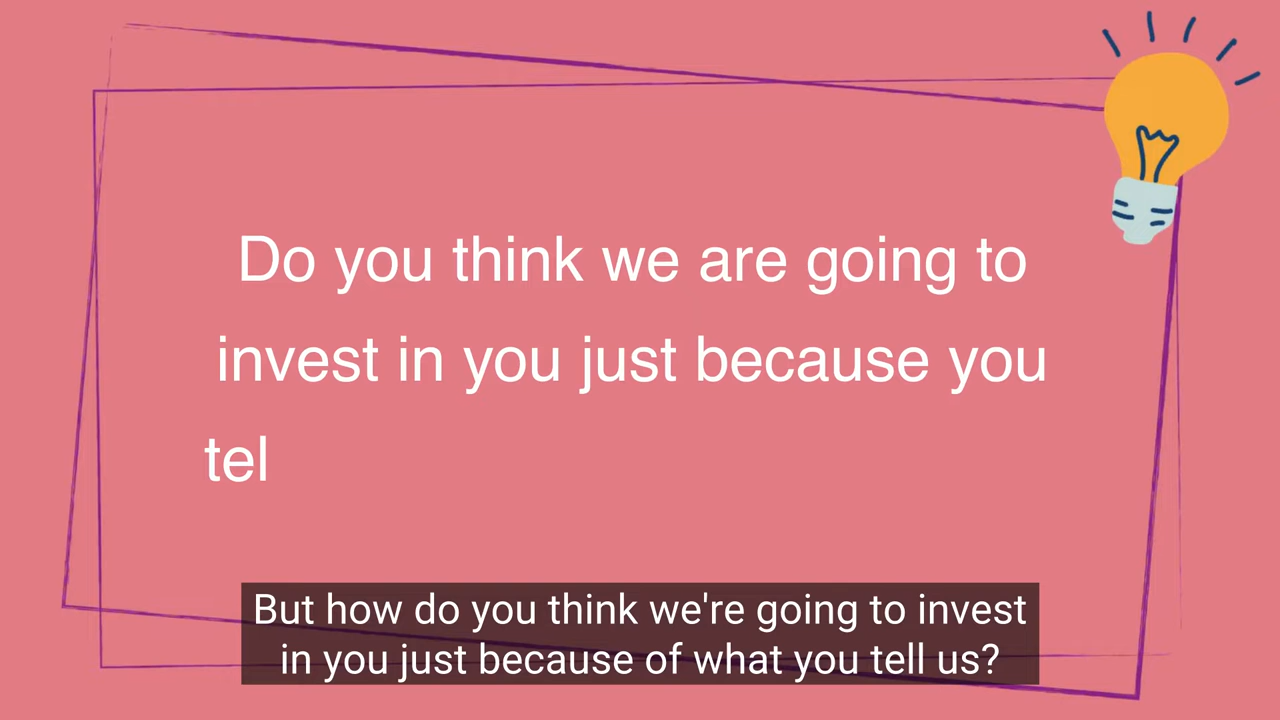 Do you think we are going to
invest in you just because you
tel
But how do you think we're going to invest
in you just because of what you tell us?